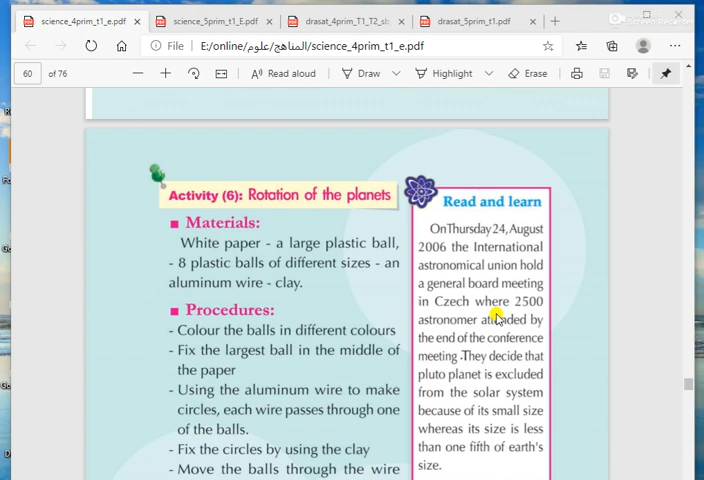 science_4prim_t1_e.pdf
science_5prim_t1_E.pdf
drasat_4prim_T1_T2_sb
drasat_5prim_t1.pdf
File
E:/online/المناهج/علوم/science_4prim_t1_e.pdf
60 of 76
Read aloud
Draw
Highlight
Erase
Activity (6): Rotation of the planets
■ Materials:
White paper - a large plastic ball,
- 8 plastic balls of different sizes - an
aluminum wire - clay.
■ Procedures:
- Colour the balls in different colours
- Fix the largest ball in the middle of
the paper
- Using the aluminum wire to make
circles, each wire passes through one
of the balls.
- Fix the circles by using the clay
- Move the balls through the wire
Read and learn
On Thursday 24, August
2006 the International
astronomical union hold
a general board meeting
in Czech where 2500
astronomer attended by
the end of the conference
meeting .They decide that
pluto planet is excluded
from the solar system
because of its small size
whereas its size is less
than one fifth of earth's
size.